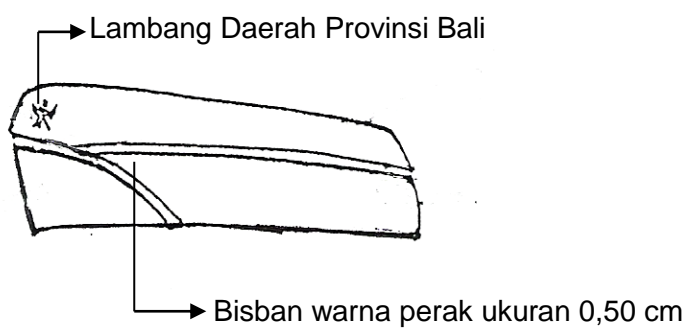 Lambang Daerah Provinsi Bali
Bisban warna perak ukuran 0,50 cm